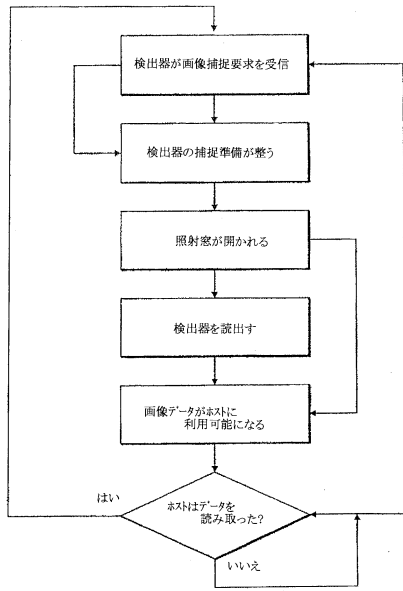 検出器が画像捕捉要求を受信
検出器の捕捉準備が整う
照射窓が開かれる
検出器を読出す
画像ﾃﾞｰﾀがﾎｽﾄに
利用可能になる
はい
ﾎｽﾄはﾃﾞｰﾀを
読み取った?
いいえ